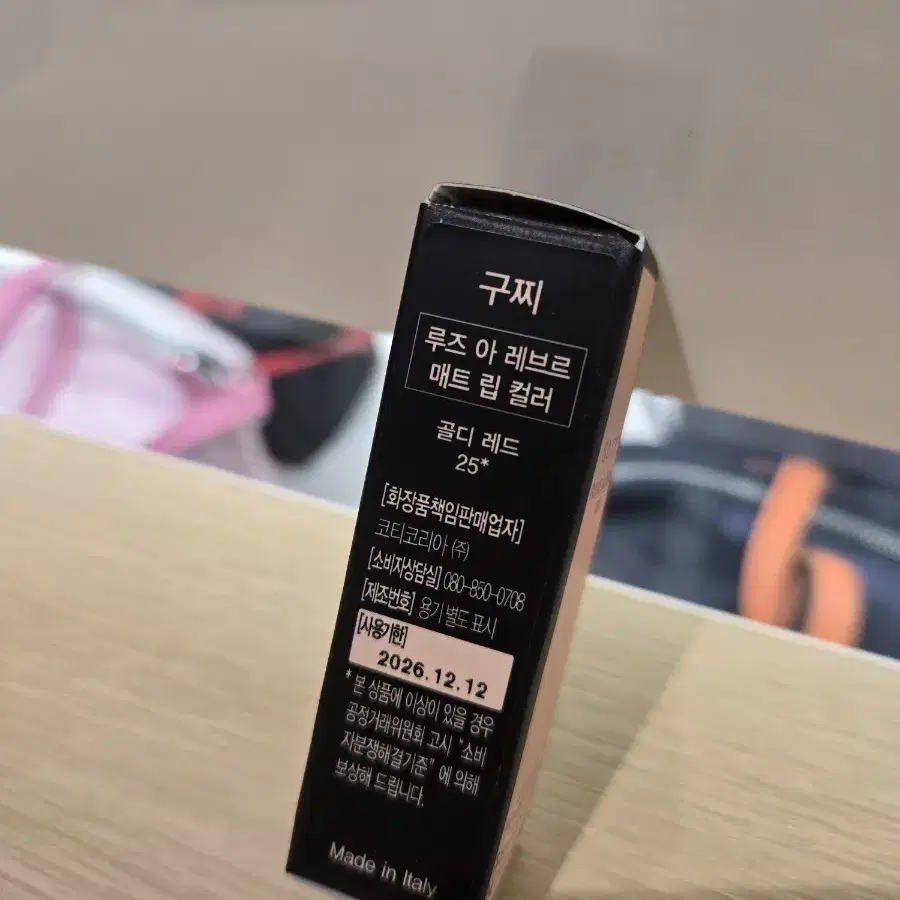 구찌
루즈 아 레브르
매트 립 컬러
골디 레드
25*
[화장품책임판매업자]
코티코리아 (주)
[소비자상담실] 080-850-0708
[제조번호] 용기 별도 표시
[사용기한]
2026.12.12
* 본 상품에 이상이 있을 경우
공정거래위원회 고시 "소비
자분쟁해결기준" 에 의해
보상해 드립니다.
Made in Italy